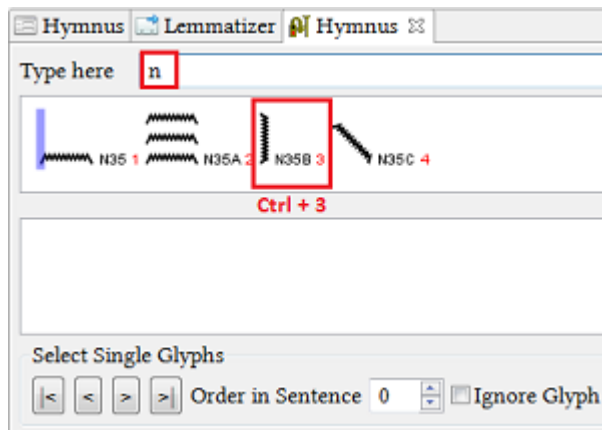 Hymnus Lemmatizer Hymnus
Type here n
N35 1 N35A 2 N35B 3 N35C 4
Ctrl + 3
Select Single Glyphs
|< < > >| Order in Sentence 0 Ignore Glyph